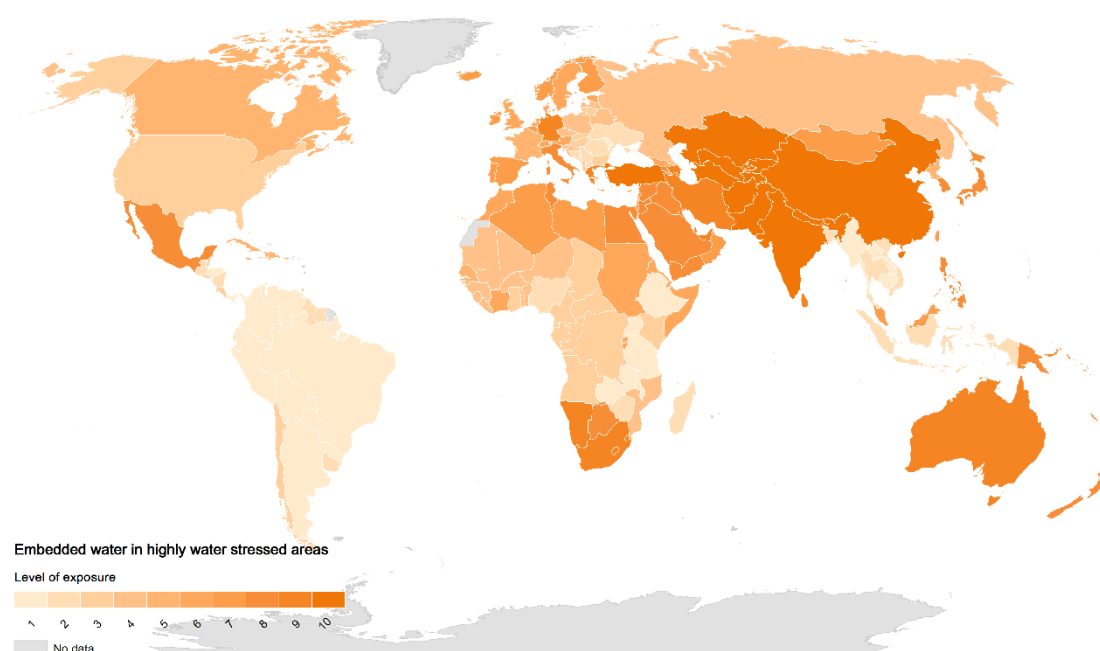 Embedded water in highly water stressed areas
Level of exposure
1 2 3 4 5 6 7 8 9 10
No data